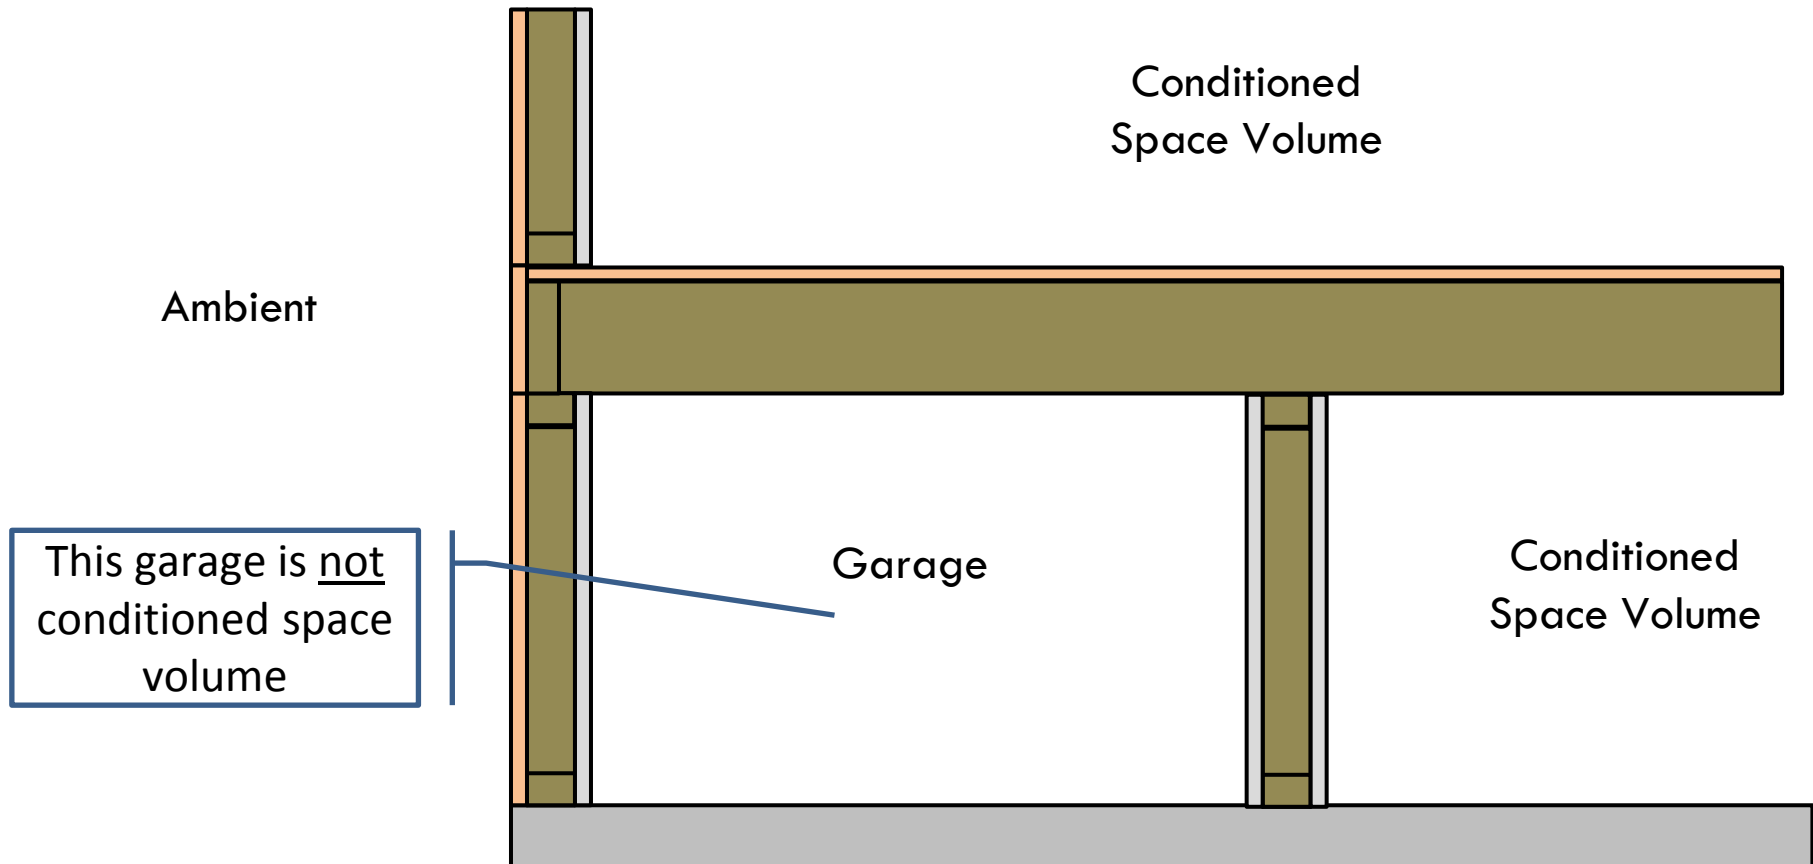 Conditioned
Space Volume
Ambient
This garage is not
conditioned space
volume
Garage
Conditioned
Space Volume